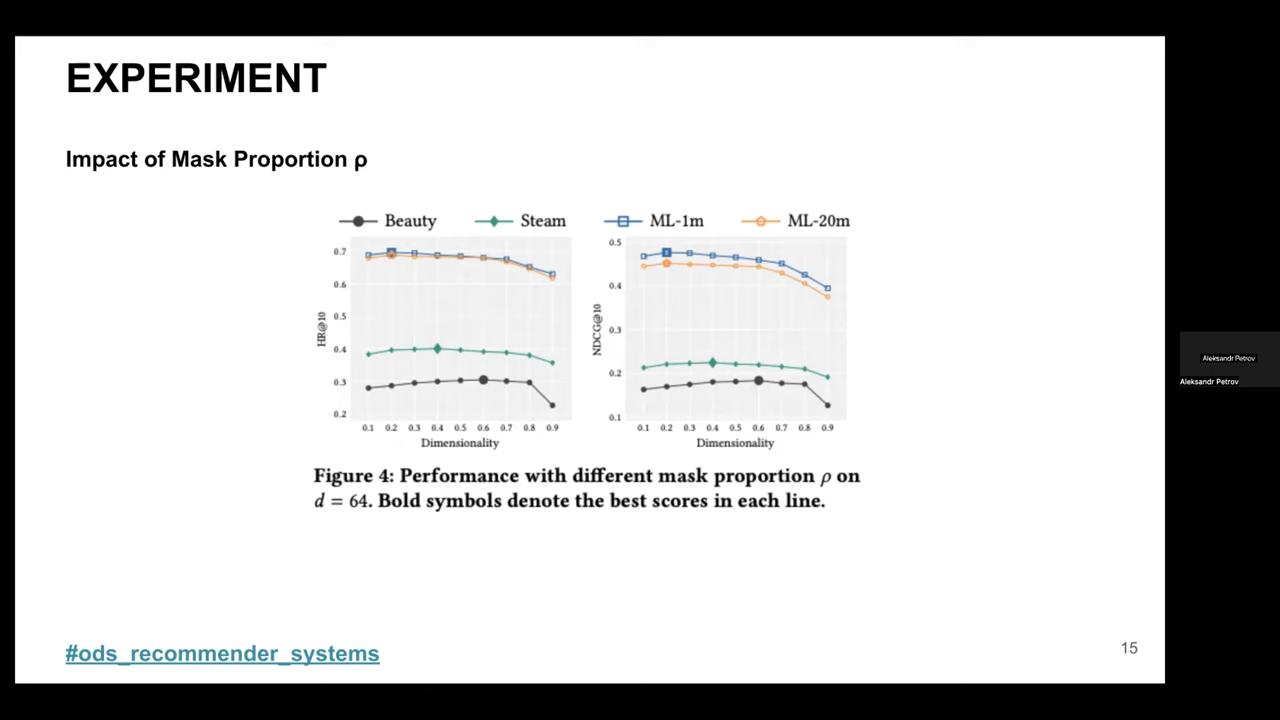 EXPERIMENT
Impact of Mask Proportion ρ
Beauty Steam ML-1m ML-20m
0.7
0.6
0.5
0.4
0.3
0.2
HR@10
0.1 0.2 0.3 0.4 0.5 0.6 0.7 0.8 0.9
Dimensionality
0.5
0.4
0.3
0.2
0.1
NDCG@10
0.1 0.2 0.3 0.4 0.5 0.6 0.7 0.8 0.9
Dimensionality
Figure 4: Performance with different mask proportion ρ on
d = 64. Bold symbols denote the best scores in each line.
#ods_recommender_systems
15
Aleksandr Petrov
Aleksandr Petrov